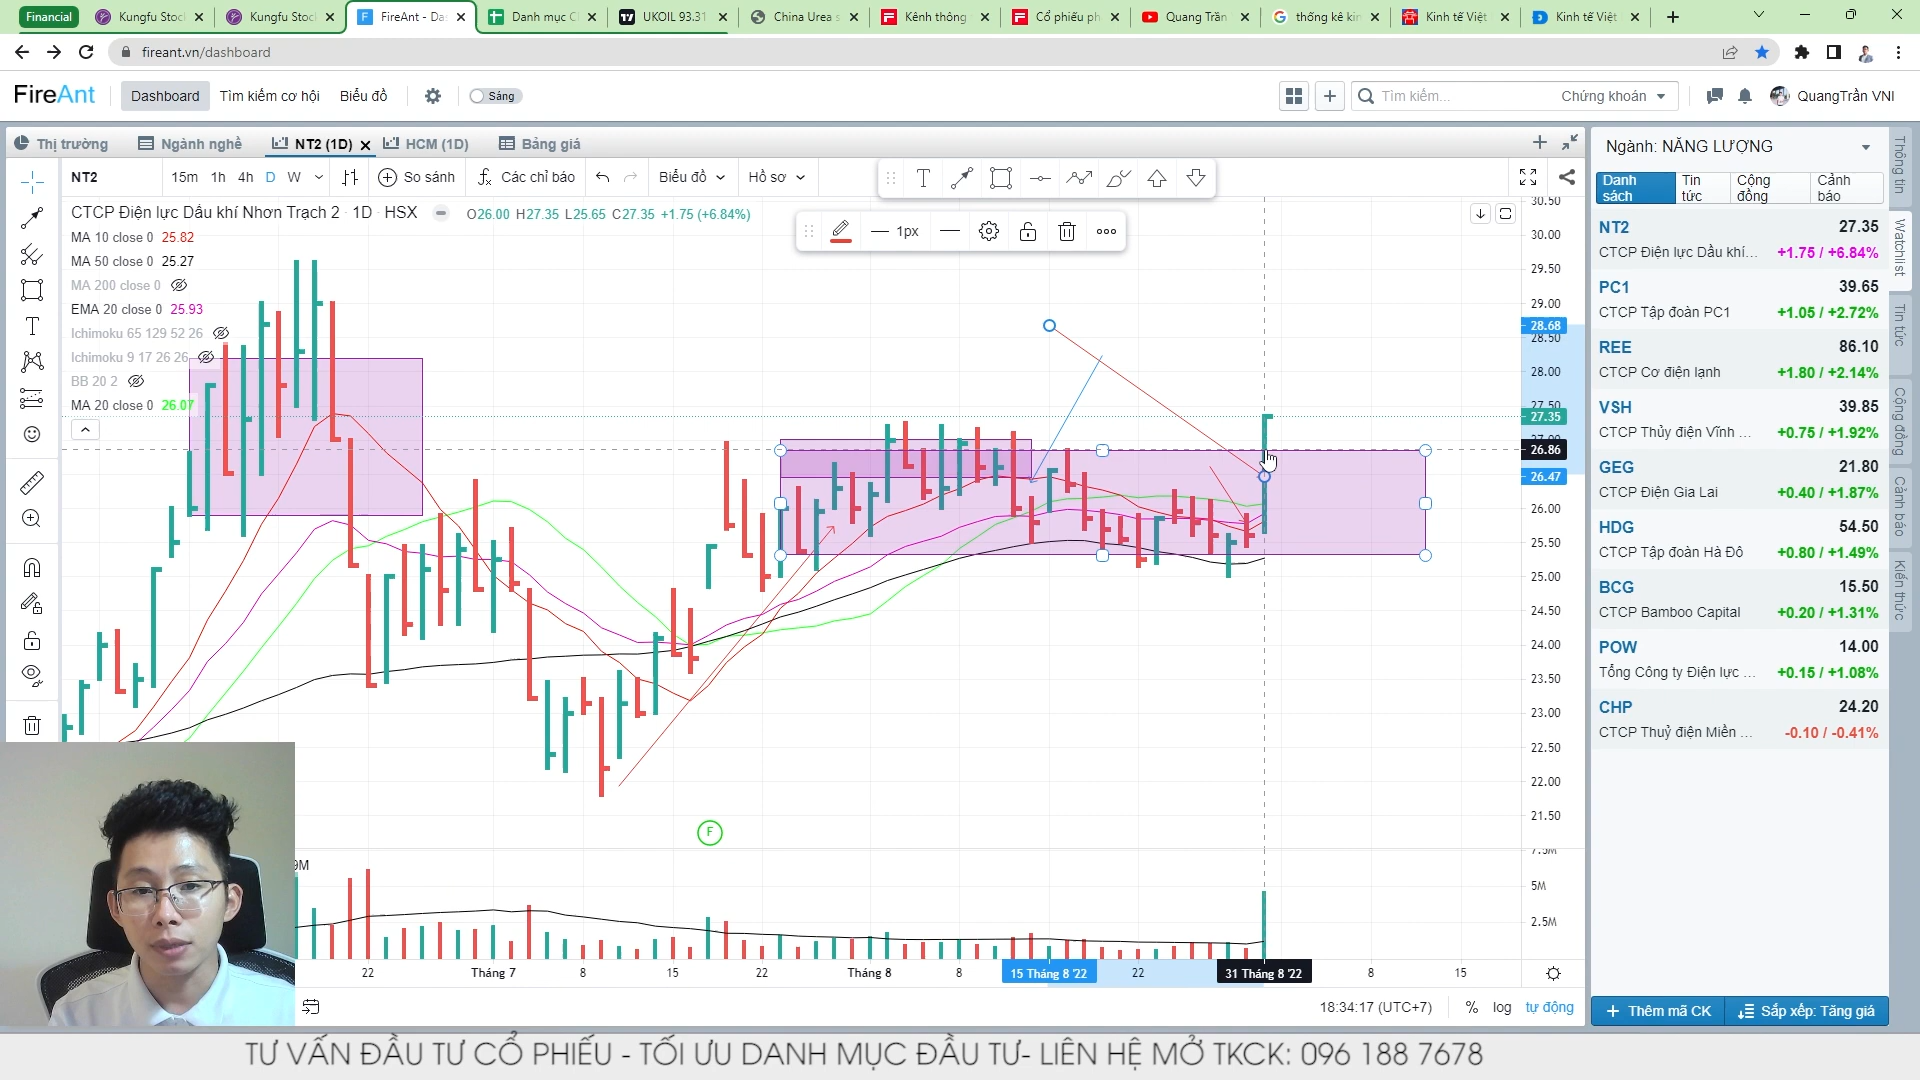 Financial
Kungfu Stoc
Kungfu Stoc
FireAnt - Da
Danh mục C
UKOIL 93.31
China Urea s
Kênh thông
Cổ phiếu ph
Quang Trần
thống kê kin
Kinh tế Việt
Kinh tế Việt
fireant.vn/dashboard
FireAnt
Dashboard
Tìm kiếm cơ hội
Biểu đồ
Sáng
Tìm kiếm...
Chứng khoán
QuangTrần VNI
Thị trường
Ngành nghề
NT2 (1D)
HCM (1D)
Bảng giá
NT2
15m
1h
4h
D
W
So sánh
Các chỉ báo
Biểu đồ
Hồ sơ
T
1px
CTCP Điện lực Dầu khí Nhơn Trạch 2 · 1D · HSX
O26.00 H27.35 L25.65 C27.35 +1.75 (+6.84%)
MA 10 close 0 25.82
MA 50 close 0 25.27
MA 200 close 0
EMA 20 close 0 25.93
Ichimoku 65 129 52 26
Ichimoku 9 17 26 26
BB 20 2
MA 20 close 0 26.07
30.50
30.00
29.50
29.00
28.68
28.50
28.00
27.50
27.35
27.00
26.86
26.47
26.00
25.50
25.00
24.50
24.00
23.50
23.00
22.50
22.00
21.50
7.5M
5M
2.5M
F
9M
22
Tháng 7
8
15
22
Tháng 8
8
15 Tháng 8 '22
22
31 Tháng 8 '22
8
15
18:34:17 (UTC+7)
%
log
tự động
Ngành: NĂNG LƯỢNG
Danh sách
Tin tức
Cộng đồng
Cảnh báo
NT2 27.35
CTCP Điện lực Dầu khí... +1.75 / +6.84%
PC1 39.65
CTCP Tập đoàn PC1 +1.05 / +2.72%
REE 86.10
CTCP Cơ điện lạnh +1.80 / +2.14%
VSH 39.85
CTCP Thủy điện Vĩnh ... +0.75 / +1.92%
GEG 21.80
CTCP Điện Gia Lai +0.40 / +1.87%
HDG 54.50
CTCP Tập đoàn Hà Đô +0.80 / +1.49%
BCG 15.50
CTCP Bamboo Capital +0.20 / +1.31%
POW 14.00
Tổng Công ty Điện lực ... +0.15 / +1.08%
CHP 24.20
CTCP Thuỷ điện Miền ... -0.10 / -0.41%
Thêm mã CK
Sắp xếp: Tăng giá
Thông tin
Watchlist
Tin tức
Cộng đồng
Cảnh báo
Kiến thức
TƯ VẤN ĐẦU TƯ CỔ PHIẾU - TỐI ƯU DANH MỤC ĐẦU TƯ- LIÊN HỆ MỞ TKCK: 096 188 7678